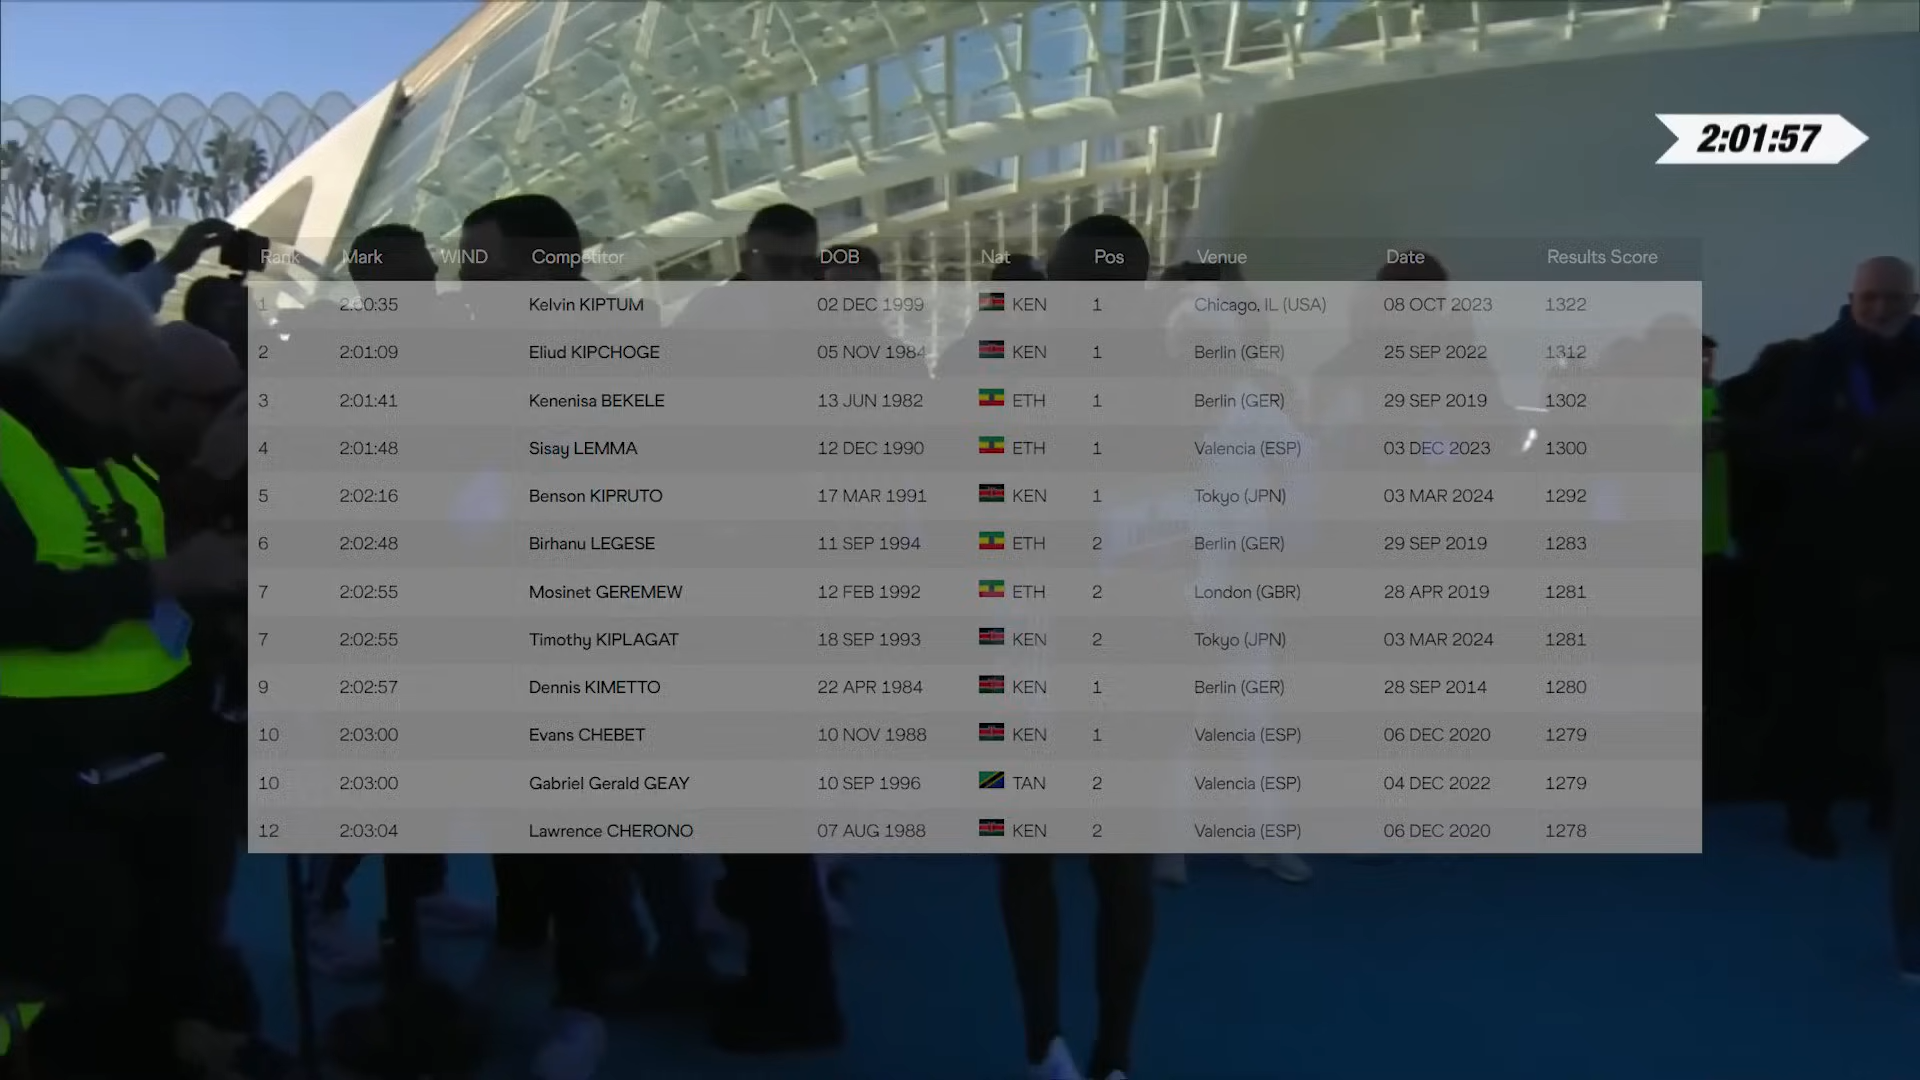 2:01:57
Rank Mark WIND Competitor DOB Nat Pos Venue Date Results Score
1 2:00:35 Kelvin KIPTUM 02 DEC 1999 KEN 1 Chicago, IL (USA) 08 OCT 2023 1322
2 2:01:09 Eliud KIPCHOGE 05 NOV 1984 KEN 1 Berlin (GER) 25 SEP 2022 1312
3 2:01:41 Kenenisa BEKELE 13 JUN 1982 ETH 1 Berlin (GER) 29 SEP 2019 1302
4 2:01:48 Sisay LEMMA 12 DEC 1990 ETH 1 Valencia (ESP) 03 DEC 2023 1300
5 2:02:16 Benson KIPRUTO 17 MAR 1991 KEN 1 Tokyo (JPN) 03 MAR 2024 1292
6 2:02:48 Birhanu LEGESE 11 SEP 1994 ETH 2 Berlin (GER) 29 SEP 2019 1283
7 2:02:55 Mosinet GEREMEW 12 FEB 1992 ETH 2 London (GBR) 28 APR 2019 1281
7 2:02:55 Timothy KIPLAGAT 18 SEP 1993 KEN 2 Tokyo (JPN) 03 MAR 2024 1281
9 2:02:57 Dennis KIMETTO 22 APR 1984 KEN 1 Berlin (GER) 28 SEP 2014 1280
10 2:03:00 Evans CHEBET 10 NOV 1988 KEN 1 Valencia (ESP) 06 DEC 2020 1279
10 2:03:00 Gabriel Gerald GEAY 10 SEP 1996 TAN 2 Valencia (ESP) 04 DEC 2022 1279
12 2:03:04 Lawrence CHERONO 07 AUG 1988 KEN 2 Valencia (ESP) 06 DEC 2020 1278